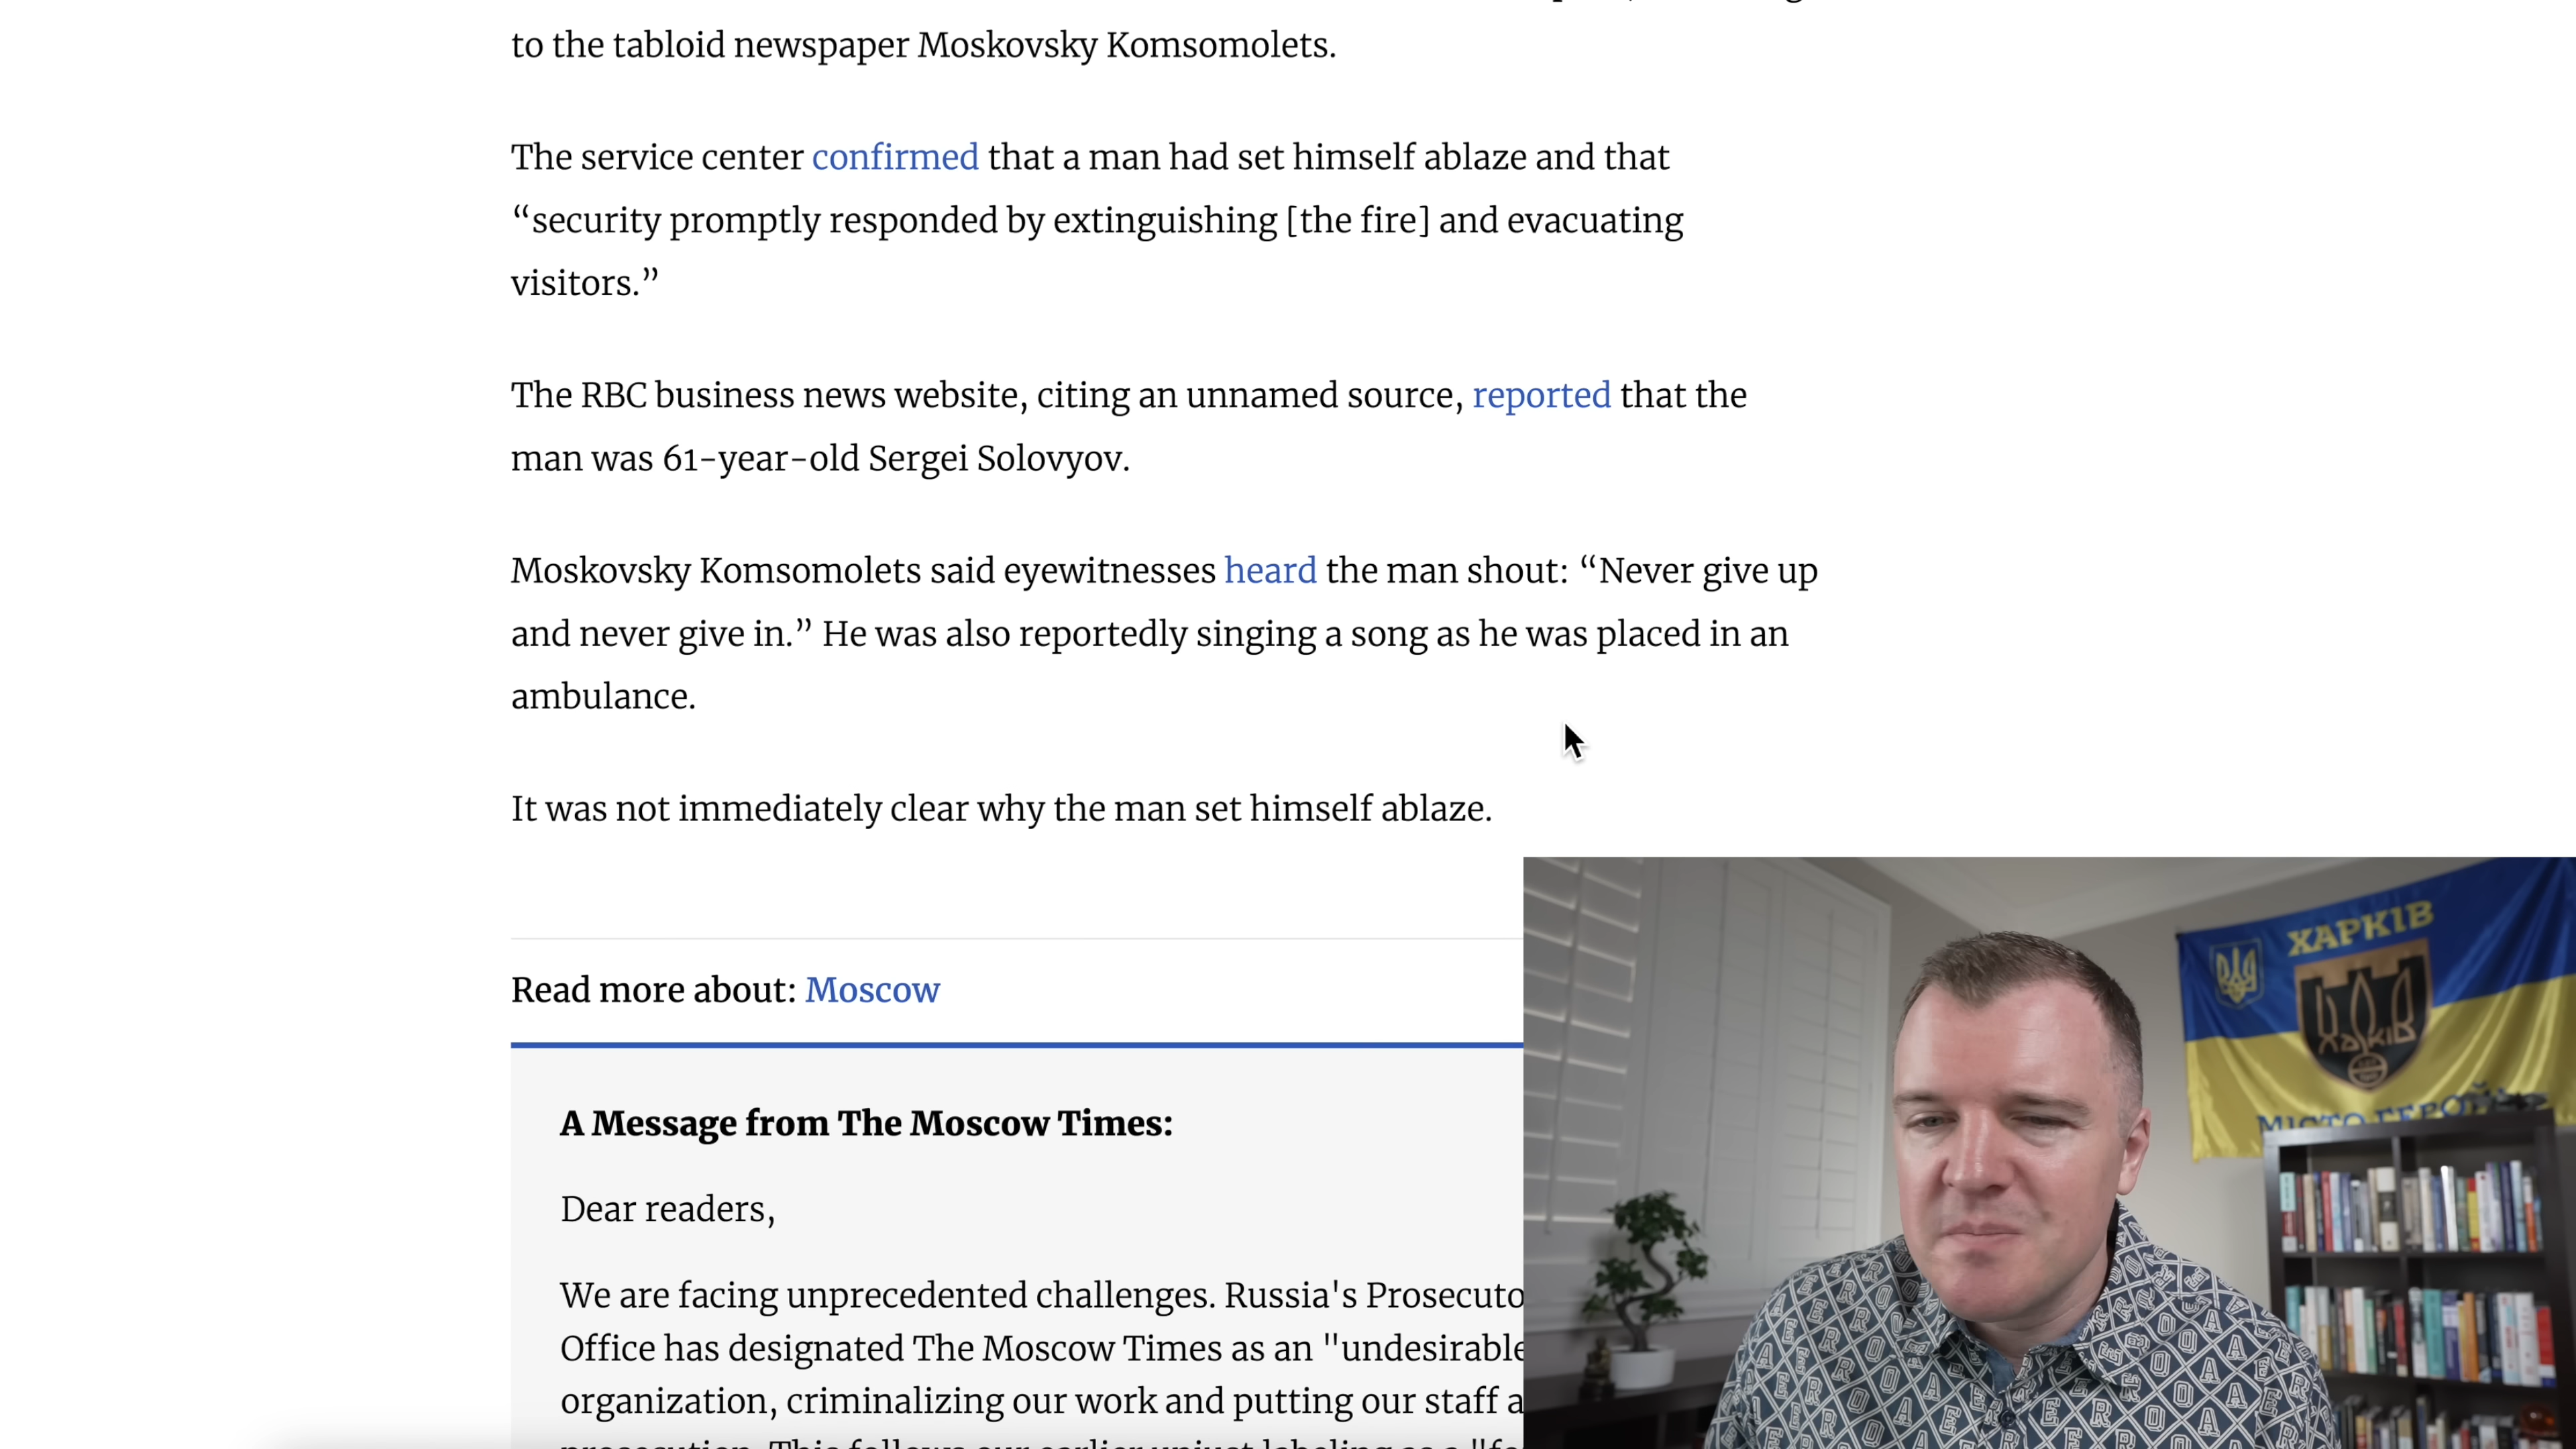 to the tabloid newspaper Moskovsky Komsomolets.
The service center confirmed that a man had set himself ablaze and that
“security promptly responded by extinguishing [the fire] and evacuating
visitors.”
The RBC business news website, citing an unnamed source, reported that the
man was 61-year-old Sergei Solovyov.
Moskovsky Komsomolets said eyewitnesses heard the man shout: “Never give up
and never give in.” He was also reportedly singing a song as he was placed in an
ambulance.
It was not immediately clear why the man set himself ablaze.
Read more about: Moscow
A Message from The Moscow Times:
Dear readers,
We are facing unprecedented challenges. Russia's Prosecuto
Office has designated The Moscow Times as an "undesirable
organization, criminalizing our work and putting our staff a
ХАРКІВ
Харків
МІСТО ГЕРОЙ